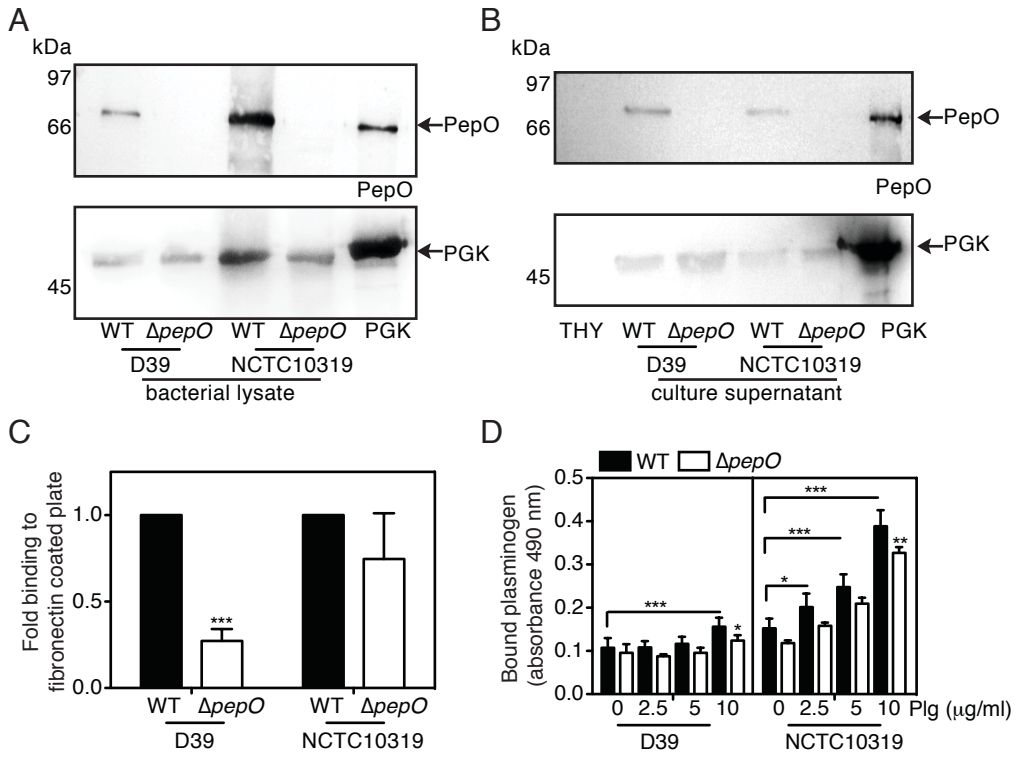 A
kDa
97
66
PepO
PepO
PGK
45
WT ΔpepO WT ΔpepO PGK
D39 NCTC10319
bacterial lysate
B
kDa
97
66
PepO
PepO
PGK
45
THY WT ΔpepO WT ΔpepO PGK
D39 NCTC10319
culture supernatant
C
Fold binding to
fibronectin coated plate
1.0
0.5
0.0
***
WT ΔpepO WT ΔpepO
D39 NCTC10319
D
WT ΔpepO
Bound plasminogen
(absorbance 490 nm)
0.5
0.4
0.3
0.2
0.1
0.0
***
*
***
***
*
**
0 2.5 5 10 0 2.5 5 10 Plg (μg/ml)
D39 NCTC10319